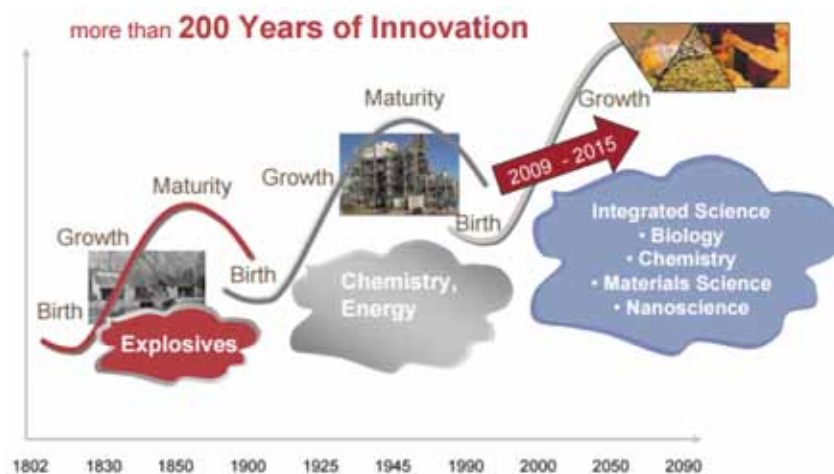 more than 200 Years of Innovation
Maturity
Growth
Birth
Explosives
Maturity
Growth
Birth
Chemistry,
Energy
Growth
Birth
2009 - 2015
Integrated Science
• Biology
• Chemistry
• Materials Science
• Nanoscience
1802 1830 1850 1900 1925 1945 1990 2000 2050 2090